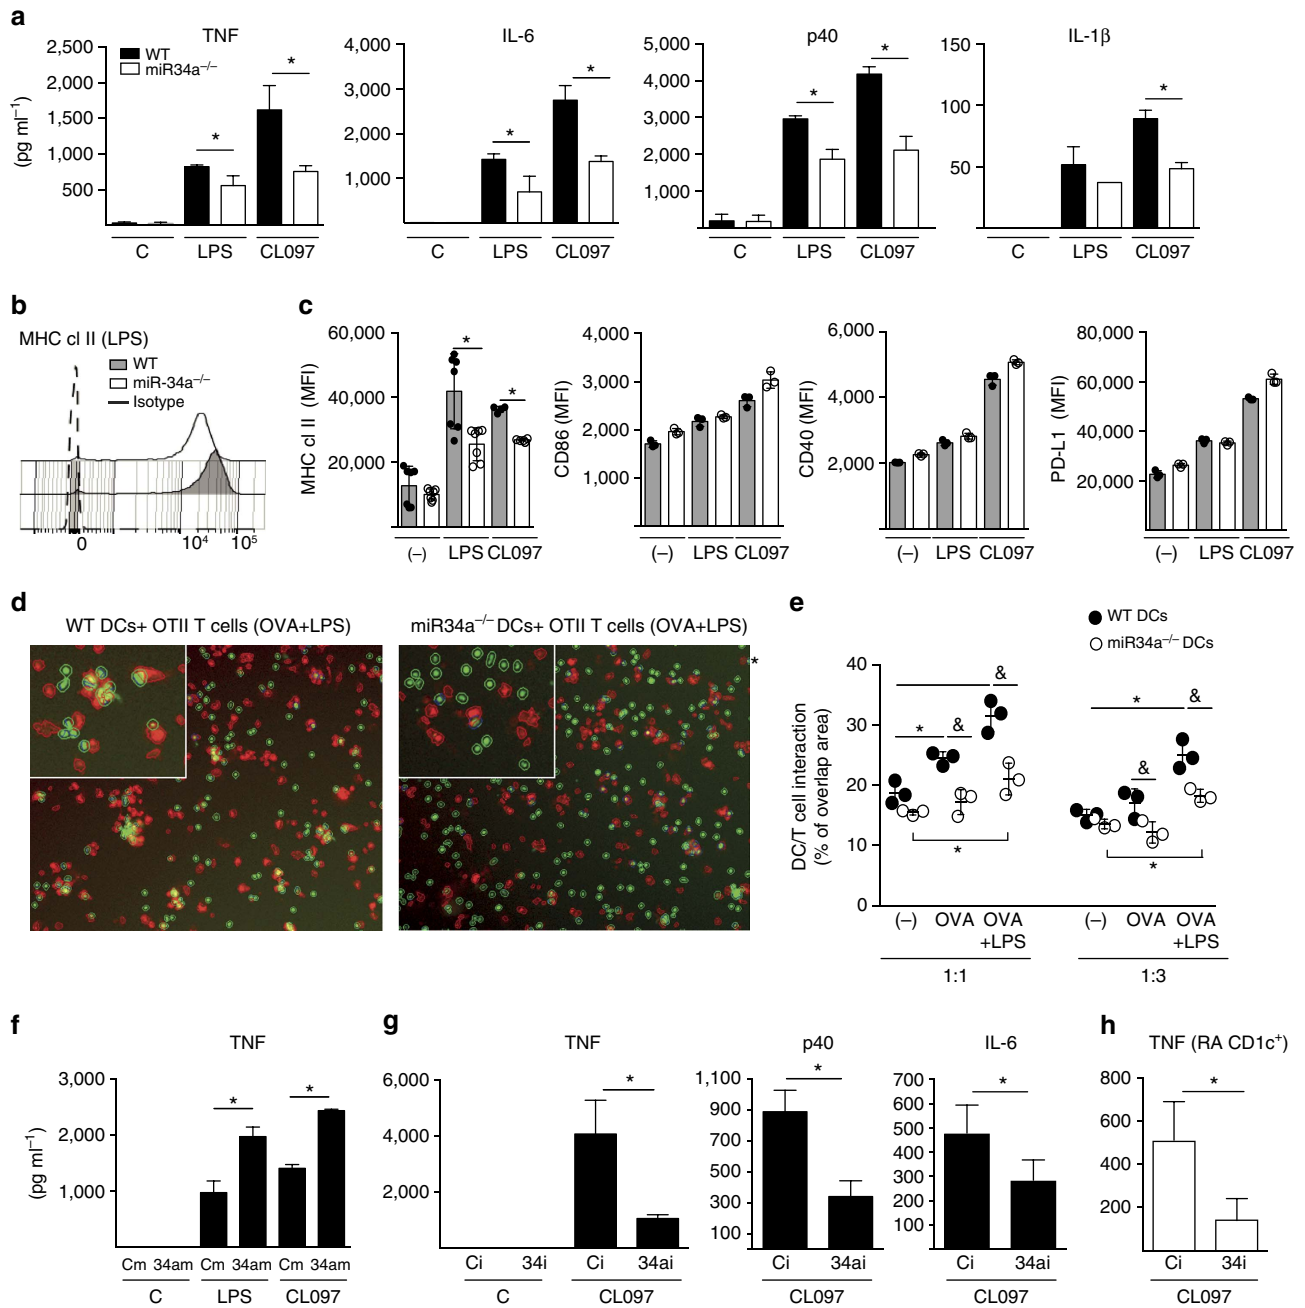 a
TNF
IL-6
p40
IL-1β
(pg ml⁻¹)
2,500
2,000
1,500
1,000
500
WT
miR34a⁻/⁻
*
*
C
LPS
CL097
4,000
3,000
2,000
1,000
*
*
C
LPS
CL097
5,000
4,000
3,000
2,000
1,000
*
*
C
LPS
CL097
150
100
50
*
C
LPS
CL097
b
MHC cl II (LPS)
WT
miR-34a⁻/⁻
Isotype
0
10⁴
10⁵
c
MHC cl II (MFI)
60,000
40,000
20,000
*
*
(–)
LPS
CL097
CD86 (MFI)
4,000
3,000
2,000
1,000
(–)
LPS
CL097
CD40 (MFI)
6,000
4,000
2,000
(–)
LPS
CL097
PD-L1 (MFI)
80,000
60,000
40,000
20,000
(–)
LPS
CL097
d
WT DCs+ OTII T cells (OVA+LPS)
miR34a⁻/⁻ DCs+ OTII T cells (OVA+LPS)
*
e
WT DCs
miR34a⁻/⁻ DCs
DC/T cell interaction
(% of overlap area)
40
30
20
10
0
*
&
&
*
*
&
&
*
(–)
OVA
OVA
+LPS
(–)
OVA
OVA
+LPS
1:1
1:3
f
TNF
(pg ml⁻¹)
3,000
2,000
1,000
*
*
Cm 34am
Cm 34am
Cm 34am
C
LPS
CL097
g
TNF
6,000
4,000
2,000
*
Ci
34i
Ci
34ai
C
CL097
p40
1,100
900
700
500
300
100
*
Ci
34ai
CL097
IL-6
700
600
500
400
300
200
100
*
Ci
34ai
CL097
h
TNF (RA CD1c⁺)
800
600
400
200
*
Ci
34i
CL097